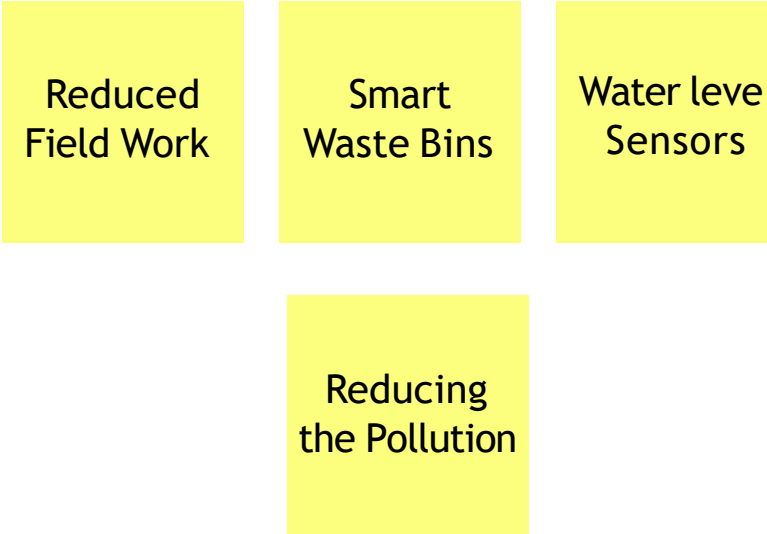 Reduced
Field Work
Smart
Waste Bins
Water leve
Sensors
Reducing
the Pollution